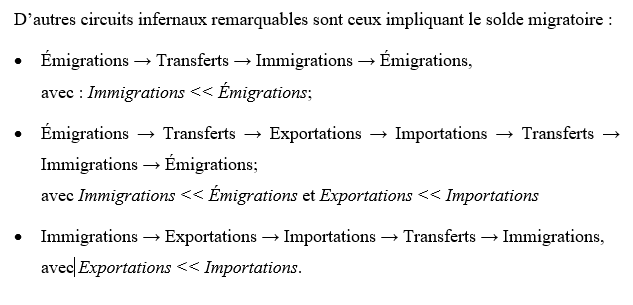 D’autres circuits infernaux remarquables sont ceux impliquant le solde migratoire :
• Émigrations → Transferts → Immigrations → Émigrations,
avec : Immigrations << Émigrations;
• Émigrations → Transferts → Exportations → Importations → Transferts →
Immigrations → Émigrations;
avec Immigrations << Émigrations et Exportations << Importations
• Immigrations → Exportations → Importations → Transferts → Immigrations,
avec Exportations << Importations.